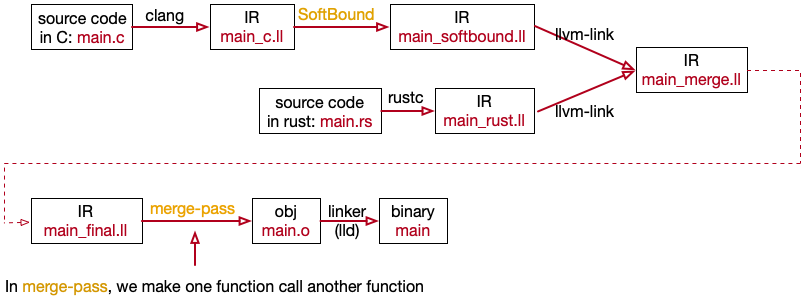 source code
in C: main.c
clang
IR
main_c.ll
SoftBound
IR
main_softbound.ll
llvm-link
IR
main_merge.ll
source code
in rust: main.rs
rustc
IR
main_rust.ll
llvm-link
IR
main_final.ll
merge-pass
obj
main.o
linker
(lld)
binary
main
In merge-pass, we make one function call another function